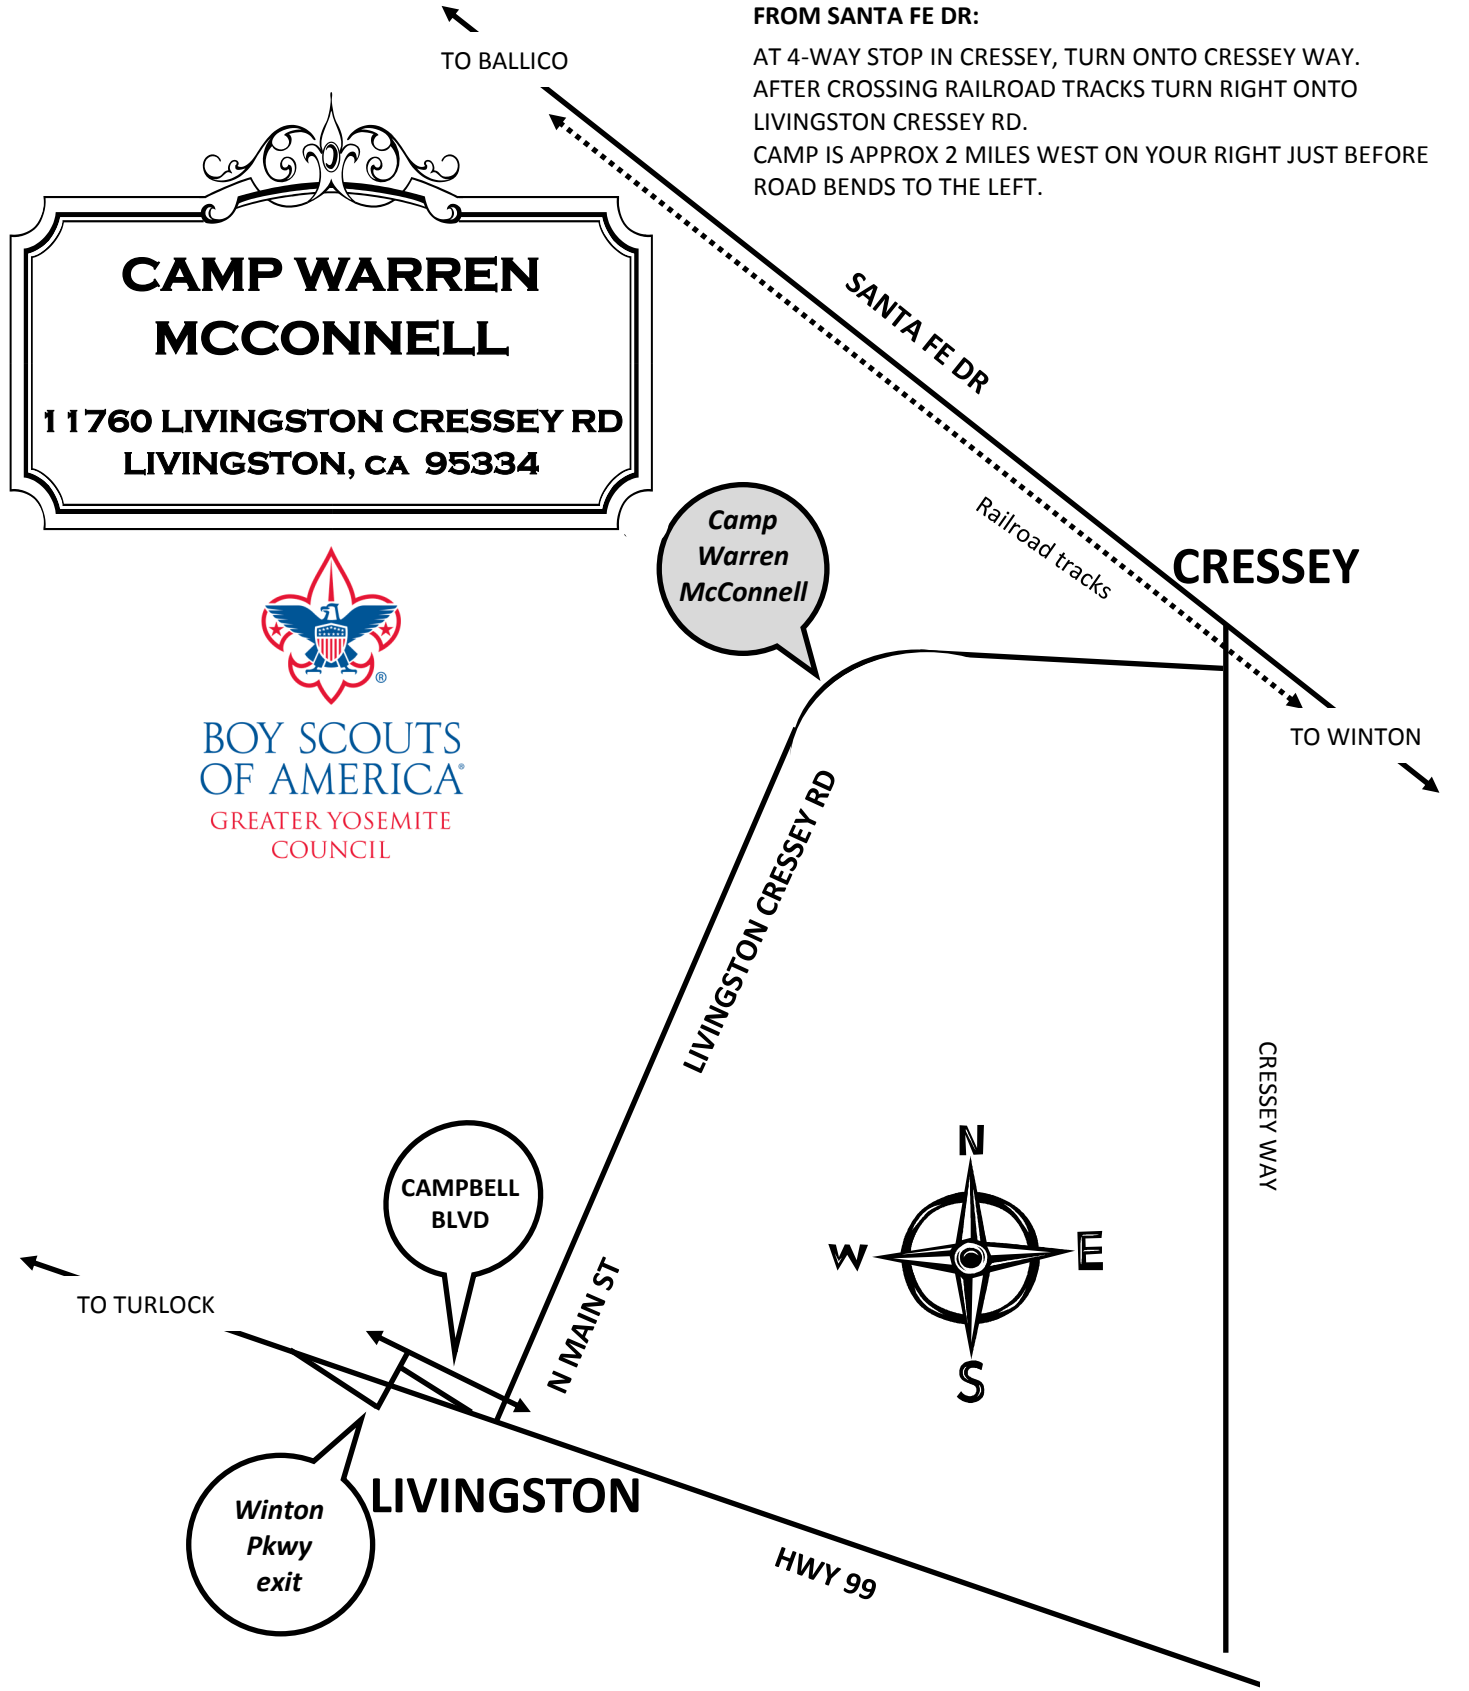 FROM SANTA FE DR:
AT 4-WAY STOP IN CRESSEY, TURN ONTO CRESSEY WAY.
AFTER CROSSING RAILROAD TRACKS TURN RIGHT ONTO
LIVINGSTON CRESSEY RD.
CAMP IS APPROX 2 MILES WEST ON YOUR RIGHT JUST BEFORE
ROAD BENDS TO THE LEFT.
TO BALLICO
CAMP WARREN
MCCONNELL
11760 LIVINGSTON CRESSEY RD
LIVINGSTON, CA 95334
SANTA FE DR
Railroad tracks
CRESSEY
Camp
Warren
McConnell
TO WINTON
BOY SCOUTS
OF AMERICA®
GREATER YOSEMITE
COUNCIL
®
LIVINGSTON CRESSEY RD
CRESSEY WAY
N
W
E
S
CAMPBELL
BLVD
TO TURLOCK
N MAIN ST
LIVINGSTON
Winton
Pkwy
exit
HWY 99